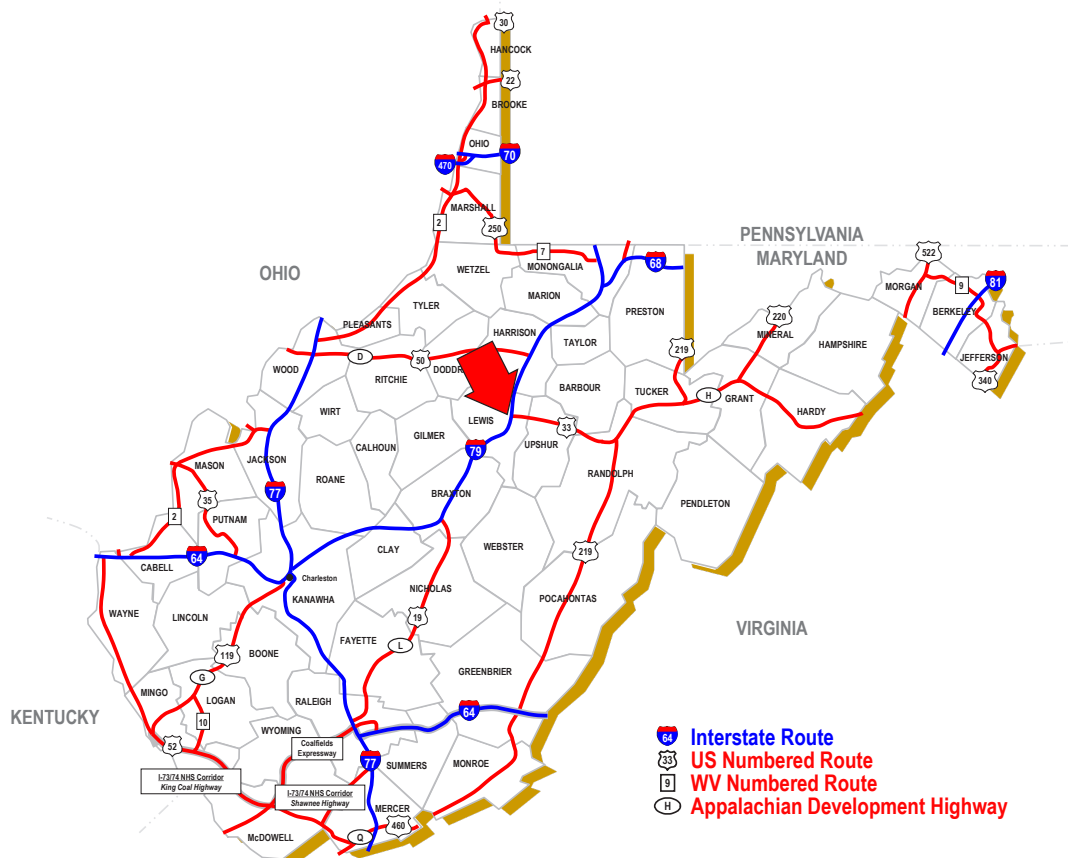 30
HANCOCK
22
BROOKE
OHIO
470
70
MARSHALL
2
250
PENNSYLVANIA
MARYLAND
OHIO
WETZEL
7
MONONGALIA
68
522
MORGAN
9
81
BERKELEY
JEFFERSON
340
TYLER
MARION
PRESTON
PLEASANTS
HARRISON
TAYLOR
220
MINERAL
HAMPSHIRE
WOOD
D
50
RITCHIE
DODDR
219
BARBOUR
TUCKER
H
GRANT
HARDY
WIRT
LEWIS
33
UPSHUR
GILMER
CALHOUN
79
JACKSON
MASON
ROANE
77
35
PUTNAM
2
BRAXTON
RANDOLPH
PENDLETON
WEBSTER
CLAY
219
64
CABELL
Charleston
KANAWHA
NICHOLAS
POCAHONTAS
WAYNE
LINCOLN
19
FAYETTE
L
VIRGINIA
119
BOONE
GREENBRIER
G
MINGO
LOGAN
RALEIGH
64
KENTUCKY
10
WYOMING
52
Coalfields
Expressway
77
SUMMERS
MONROE
I-73/74 NHS Corridor
King Coal Highway
I-73/74 NHS Corridor
Shawnee Highway
MERCER
460
Q
McDOWELL
64 Interstate Route
33 US Numbered Route
9 WV Numbered Route
H Appalachian Development Highway